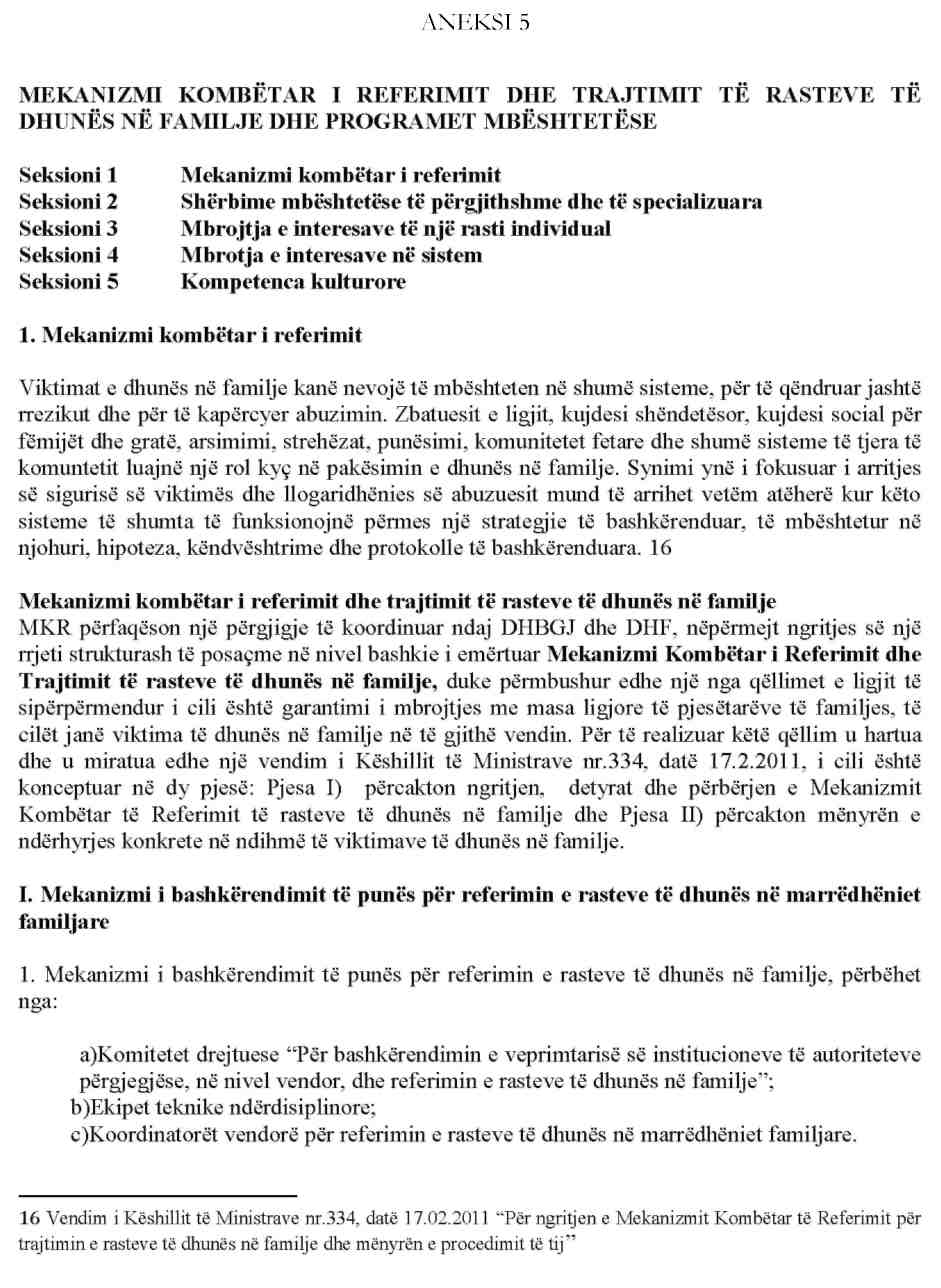 ANEKSI 5
MEKANIZMI KOMBËTAR I REFERIMIT DHE TRAJTIMIT TË RASTEVE TË
DHUNËS NË FAMILJE DHE PROGRAMET MBËSHTETËSE
Seksioni 1 Mekanizmi kombëtar i referimit
Seksioni 2 Shërbime mbështetëse të përgjithshme dhe të specializuara
Seksioni 3 Mbrojtja e interesave të një rasti individual
Seksioni 4 Mbrotja e interesave në sistem
Seksioni 5 Kompetenca kulturore
1. Mekanizmi kombëtar i referimit
Viktimat e dhunës në familje kanë nevojë të mbështeten në shumë sisteme, për të qëndruar jashtë
rrezikut dhe për të kapërcyer abuzimin. Zbatuesit e ligjit, kujdesi shëndetësor, kujdesi social për
fëmijët dhe gratë, arsimimi, strehëzat, punësimi, komunitetet fetare dhe shumë sisteme të tjera të
komuntetit luajnë një rol kyç në pakësimin e dhunës në familje. Synimi ynë i fokusuar i arritjes
së sigurisë së viktimës dhe llogaridhënies së abuzuesit mund të arrihet vetëm atëherë kur këto
sisteme të shumta të funksionojnë përmes një strategjie të bashkërenduar, të mbështetur në
njohuri, hipoteza, këndvështrime dhe protokolle të bashkërenduara. 16
Mekanizmi kombëtar i referimit dhe trajtimit të rasteve të dhunës në familje
MKR përfaqëson një përgjigje të koordinuar ndaj DHBGJ dhe DHF, nëpërmejt ngritjes së një
rrjeti strukturash të posaçme në nivel bashkie i emërtuar Mekanizmi Kombëtar i Referimit dhe
Trajtimit të rasteve të dhunës në familje, duke përmbushur edhe një nga qëllimet e ligjit të
sipërpërmendur i cili është garantimi i mbrojtjes me masa ligjore të pjesëtarëve të familjes, të
cilët janë viktima të dhunës në familje në të gjithë vendin. Për të realizuar këtë qëllim u hartua
dhe u miratua edhe një vendim i Këshillit të Ministrave nr.334, datë 17.2.2011, i cili është
konceptuar në dy pjesë: Pjesa I) përcakton ngritjen, detyrat dhe përbërjen e Mekanizmit
Kombëtar të Referimit të rasteve të dhunës në familje dhe Pjesa II) përcakton mënyrën e
ndërhyrjes konkrete në ndihmë të viktimave të dhunës në familje.
I. Mekanizmi i bashkërendimit të punës për referimin e rasteve të dhunës në marrëdhëniet
familjare
1. Mekanizmi i bashkërendimit të punës për referimin e rasteve të dhunës në familje, përbëhet
nga:
a)Komitetet drejtuese “Për bashkërendimin e veprimtarisë së institucioneve të autoriteteve
përgjegjëse, në nivel vendor, dhe referimin e rasteve të dhunës në familje”;
b)Ekipet teknike ndërdisiplinore;
c)Koordinatorët vendorë për referimin e rasteve të dhunës në marrëdhëniet familjare.
16 Vendim i Këshillit të Ministrave nr.334, datë 17.02.2011 “Për ngritjen e Mekanizmit Kombëtar të Referimit për
trajtimin e rasteve të dhunës në familje dhe mënyrën e procedimit të tij”